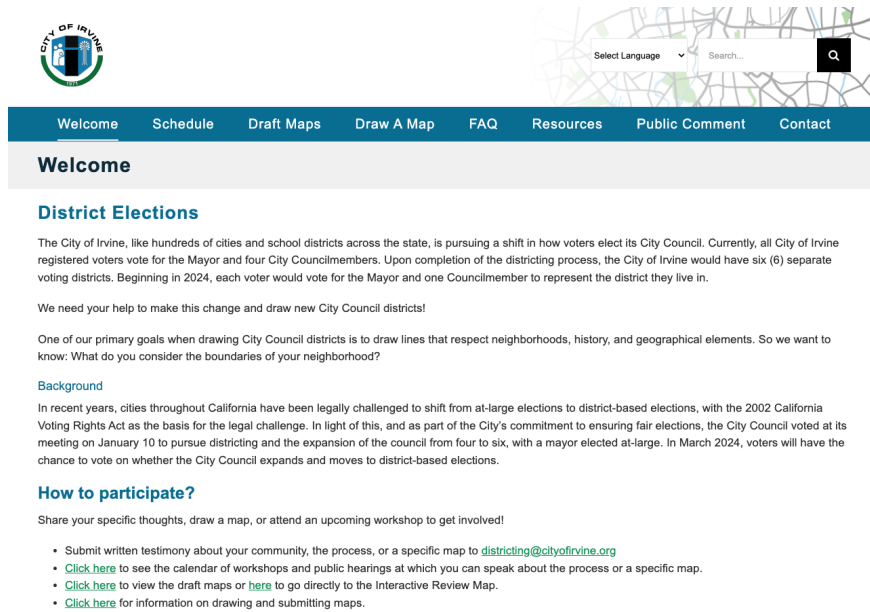 CITY OF IRVINE
1971
Select Language
Search...
Welcome Schedule Draft Maps Draw A Map FAQ Resources Public Comment Contact
Welcome
District Elections
The City of Irvine, like hundreds of cities and school districts across the state, is pursuing a shift in how voters elect its City Council. Currently, all City of Irvine
registered voters vote for the Mayor and four City Councilmembers. Upon completion of the districting process, the City of Irvine would have six (6) separate
voting districts. Beginning in 2024, each voter would vote for the Mayor and one Councilmember to represent the district they live in.
We need your help to make this change and draw new City Council districts!
One of our primary goals when drawing City Council districts is to draw lines that respect neighborhoods, history, and geographical elements. So we want to
know: What do you consider the boundaries of your neighborhood?
Background
In recent years, cities throughout California have been legally challenged to shift from at-large elections to district-based elections, with the 2002 California
Voting Rights Act as the basis for the legal challenge. In light of this, and as part of the City's commitment to ensuring fair elections, the City Council voted at its
meeting on January 10 to pursue districting and the expansion of the council from four to six, with a mayor elected at-large. In March 2024, voters will have the
chance to vote on whether the City Council expands and moves to district-based elections.
How to participate?
Share your specific thoughts, draw a map, or attend an upcoming workshop to get involved!
• Submit written testimony about your community, the process, or a specific map to districting@cityofirvine.org
• Click here to see the calendar of workshops and public hearings at which you can speak about the process or a specific map.
• Click here to view the draft maps or here to go directly to the Interactive Review Map.
• Click here for information on drawing and submitting maps.